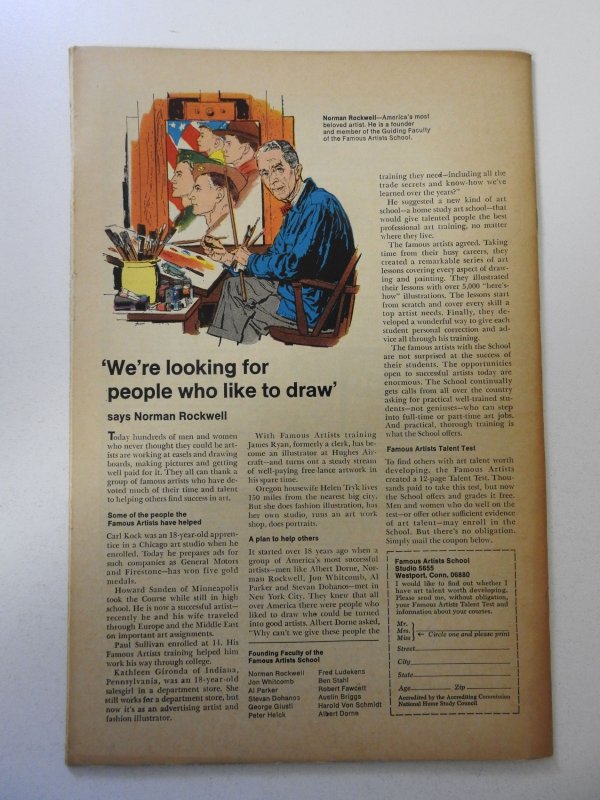 Norman Rockwell—America's most
beloved artist. He is a founder
and member of the Guiding Faculty
of the Famous Artists School.
'We're looking for
people who like to draw'
says Norman Rockwell
Today hundreds of men and women
who never thought they could be art-
ists are working at easels and drawing
boards, making pictures and getting
well paid for it. They all can thank a
group of famous artists who have de-
voted much of their time and talent
to helping others find success in art.
Some of the people the
Famous Artists have helped
Carl Kock was an 18-year-old appren-
tice in a Chicago art studio when he
enrolled. Today he prepares ads for
such companies as General Motors
and Firestone—has won five gold
medals.
Howard Sanden of Minneapolis
took the Course while still in high
school. He is now a successful artist—
recently he and his wife traveled
through Europe and the Middle East
on important art assignments.
Paul Sullivan enrolled at 14. His
Famous Artists training helped him
work his way through college.
Kathleen Gironda of Indiana,
Pennsylvania, was an 18-year-old
salesgirl in a department store. She
still works for a department store, but
now it's as an advertising artist and
fashion illustrator.
With Famous Artists training
James Ryan, formerly a clerk, has be-
come an illustrator at Hughes Air-
craft—and turns out a steady stream
of well-paying free-lance artwork in
his spare time.
Oregon housewife Helen Tryk lives
150 miles from the nearest big city.
But she does fashion illustration, has
her own studio, runs an art work
shop, does portraits.
A plan to help others
It started over 18 years ago when a
group of America's most successful
artists—men like Albert Dorne, Nor-
man Rockwell, Jon Whitcomb, Al
Parker and Stevan Dohanos—met in
New York City. They knew that all
over America there were people who
liked to draw who could be turned
into good artists. Albert Dorne asked,
"Why can't we give these people the
Founding Faculty of the
Famous Artists School
Norman Rockwell
Jon Whitcomb
Al Parker
Stevan Dohanos
George Giusti
Peter Helck
Fred Ludekens
Ben Stahl
Robert Fawcett
Austin Briggs
Harold Von Schmidt
Albert Dorne
training they need—including all the
trade secrets and know-how we've
learned over the years?"
He suggested a new kind of art
school—a home study art school—that
would give talented people the best
professional art training, no matter
where they live.
The famous artists agreed. Taking
time from their busy careers, they
created a remarkable series of art
lessons covering every aspect of draw-
ing and painting. They illustrated
their lessons with over 5,000 "here's-
how" illustrations. The lessons start
from scratch and cover every skill a
top artist needs. Finally, they de-
veloped a wonderful way to give each
student personal correction and ad-
vice all through his training.
The famous artists with the School
are not surprised at the success of
their students. The opportunities
open to successful artists today are
enormous. The School continually
gets calls from all over the country
asking for practical well-trained stu-
dents—not geniuses—who can step
into full-time or part-time art jobs.
And practical, thorough training is
what the School offers.
Famous Artists Talent Test
To find others with art talent worth
developing, the Famous Artists
created a 12-page Talent Test. Thou-
sands paid to take this test, but now
the School offers and grades it free.
Men and women who do well on the
test—or offer other sufficient evidence
of art talent—may enroll in the
School. But there's no obligation.
Simply mail the coupon below.
Famous Artists School
Studio 5655
Westport, Conn. 06880
I would like to find out whether I
have art talent worth developing.
Please send me, without obligation,
your Famous Artists Talent Test and
information about your courses.
Mr.
Mrs. ← Circle one and please print
Miss
Street
City
State
Age Zip
Accredited by the Accrediting Commission
National Home Study Council